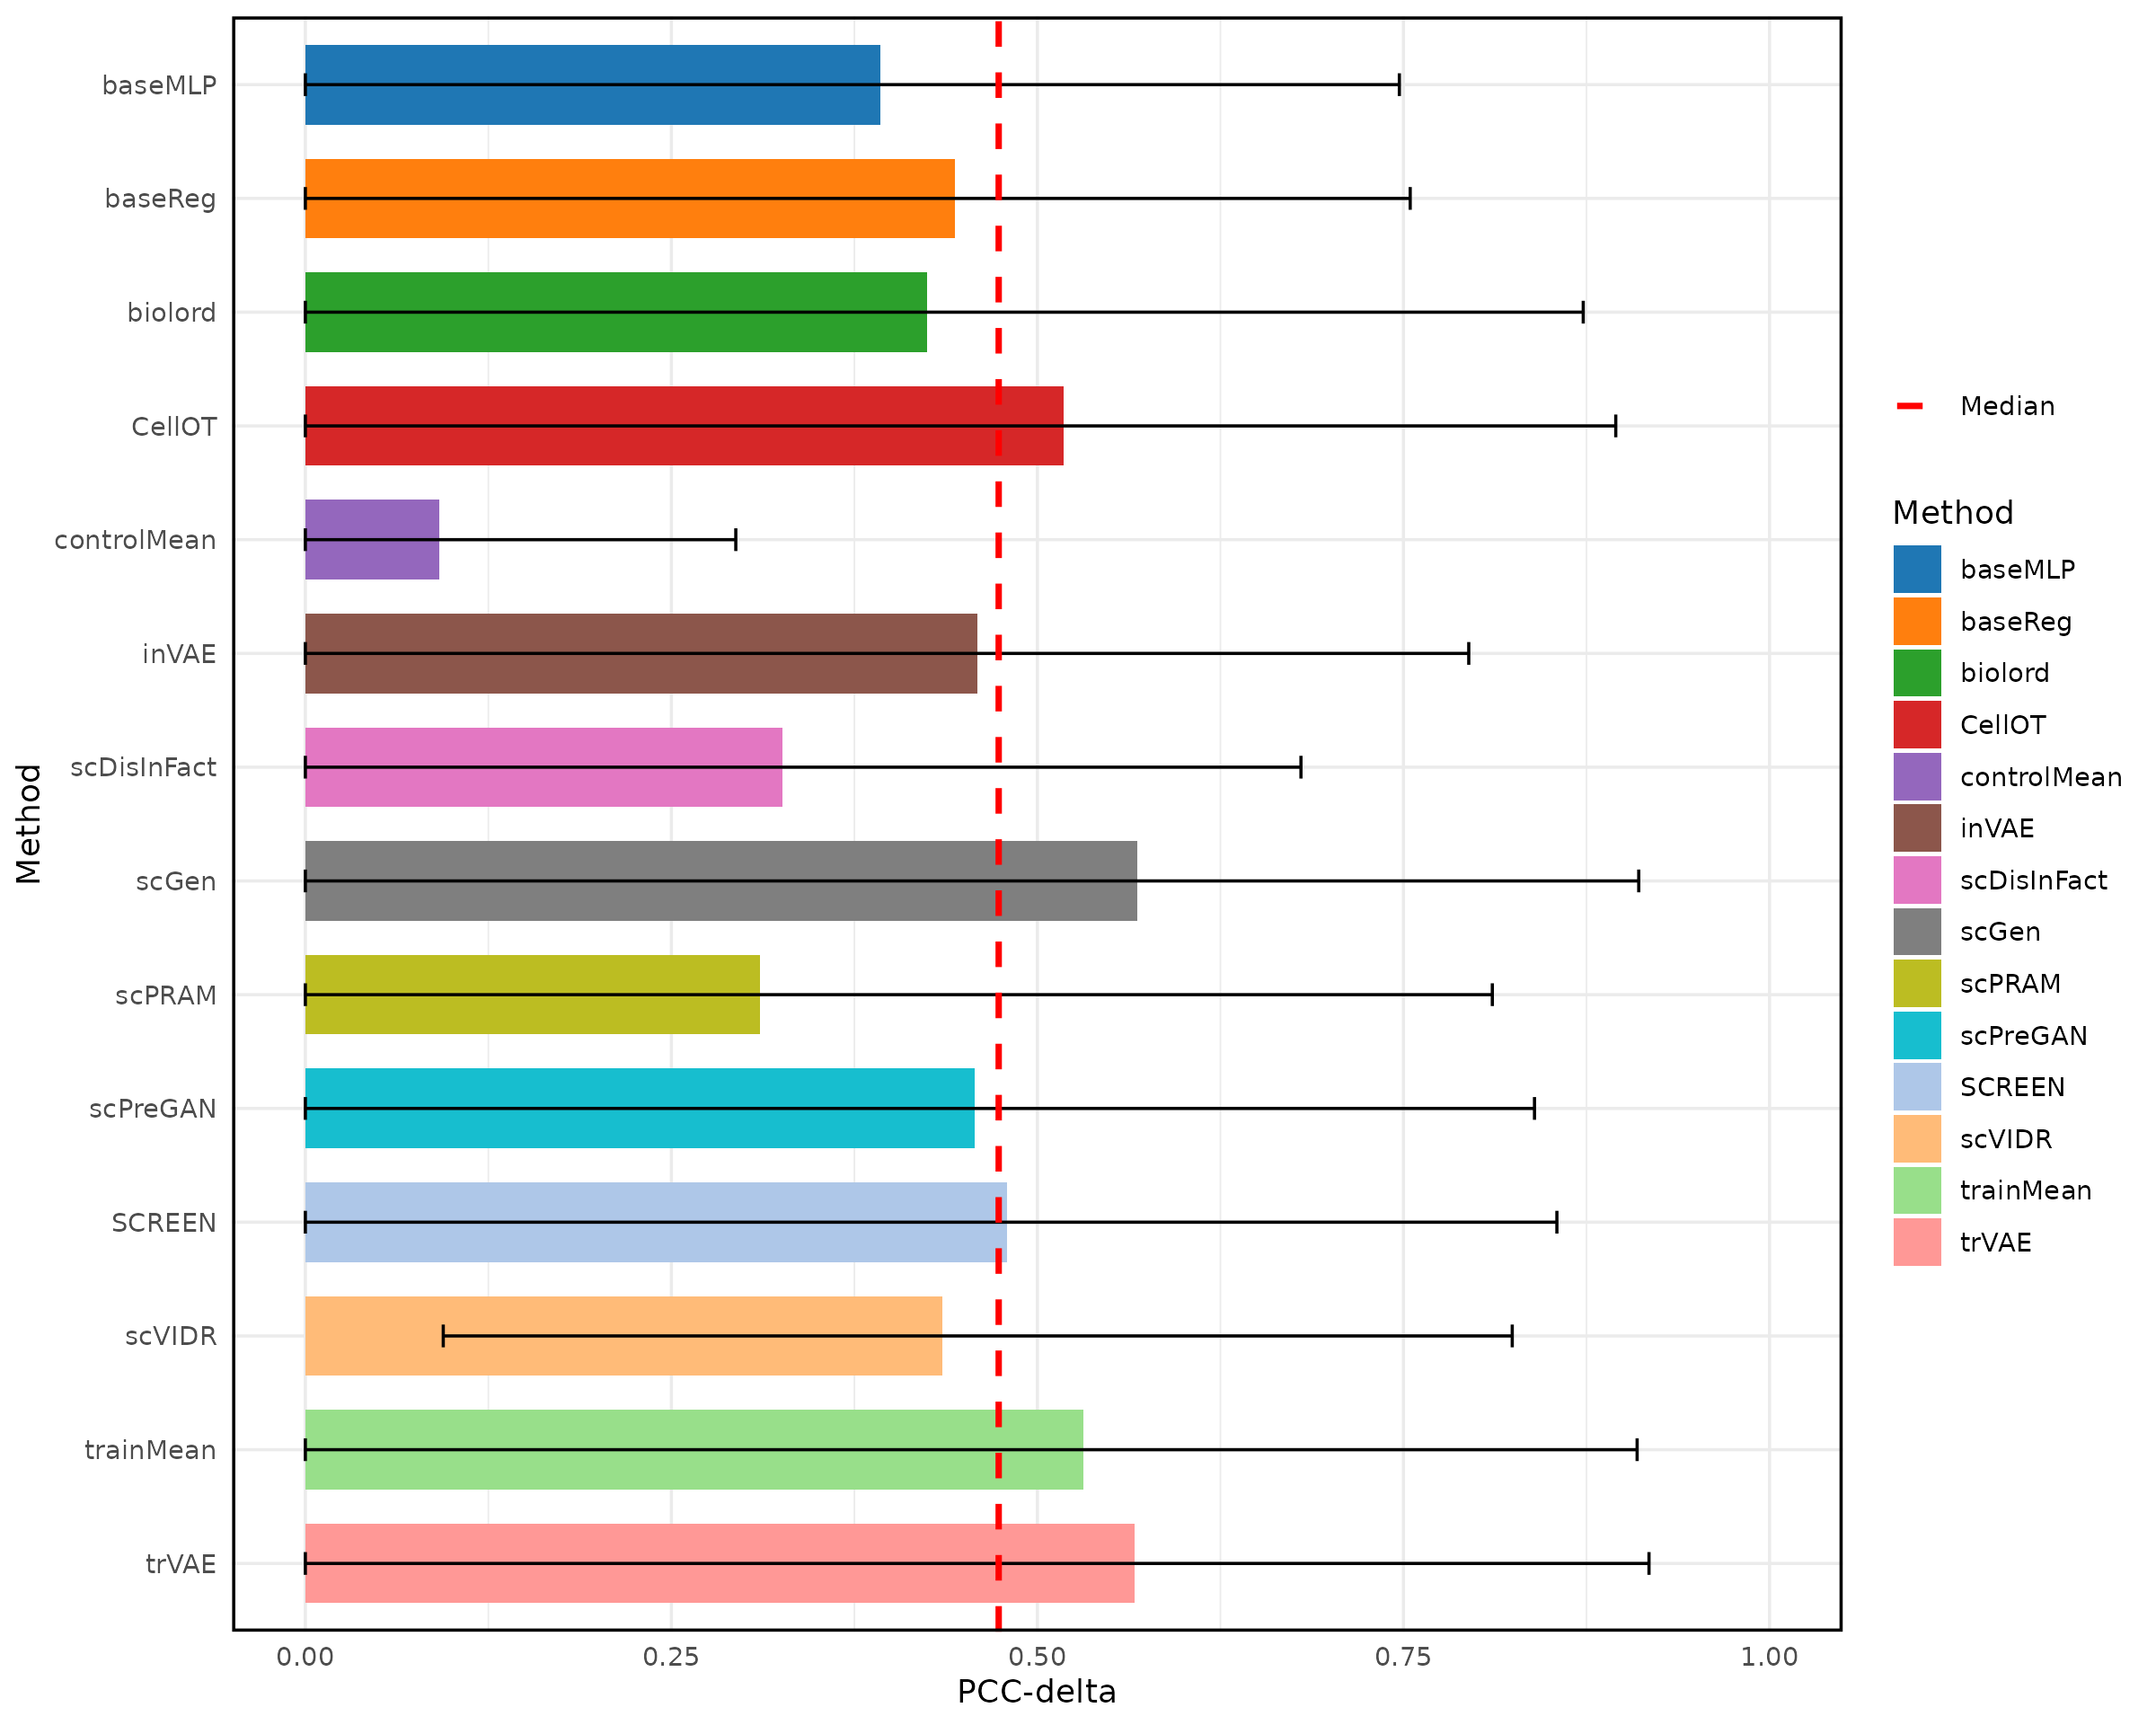 baseMLP
baseReg
biolord
CellOT
controlMean
inVAE
scDisInFact
scGen
scPRAM
scPreGAN
SCREEN
scVIDR
trainMean
trVAE
Method
0.00 0.25 0.50 0.75 1.00
PCC-delta
Median
Method
baseMLP
baseReg
biolord
CellOT
controlMean
inVAE
scDisInFact
scGen
scPRAM
scPreGAN
SCREEN
scVIDR
trainMean
trVAE